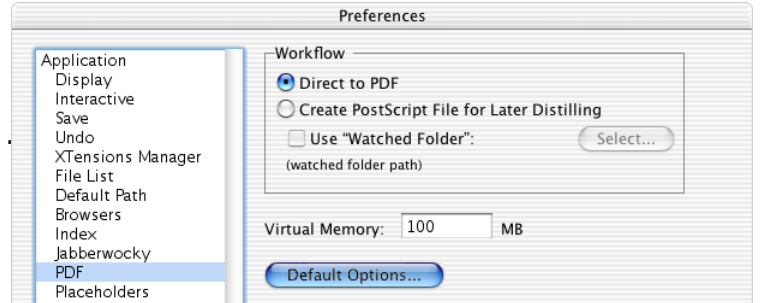 Preferences
Application
Display
Interactive
Save
Undo
XTensions Manager
File List
Default Path
Browsers
Index
Jabberwocky
PDF
Placeholders
Workflow
Direct to PDF
Create PostScript File for Later Distilling
Use “Watched Folder”: Select...
(watched folder path)
Virtual Memory: 100 MB
Default Options...